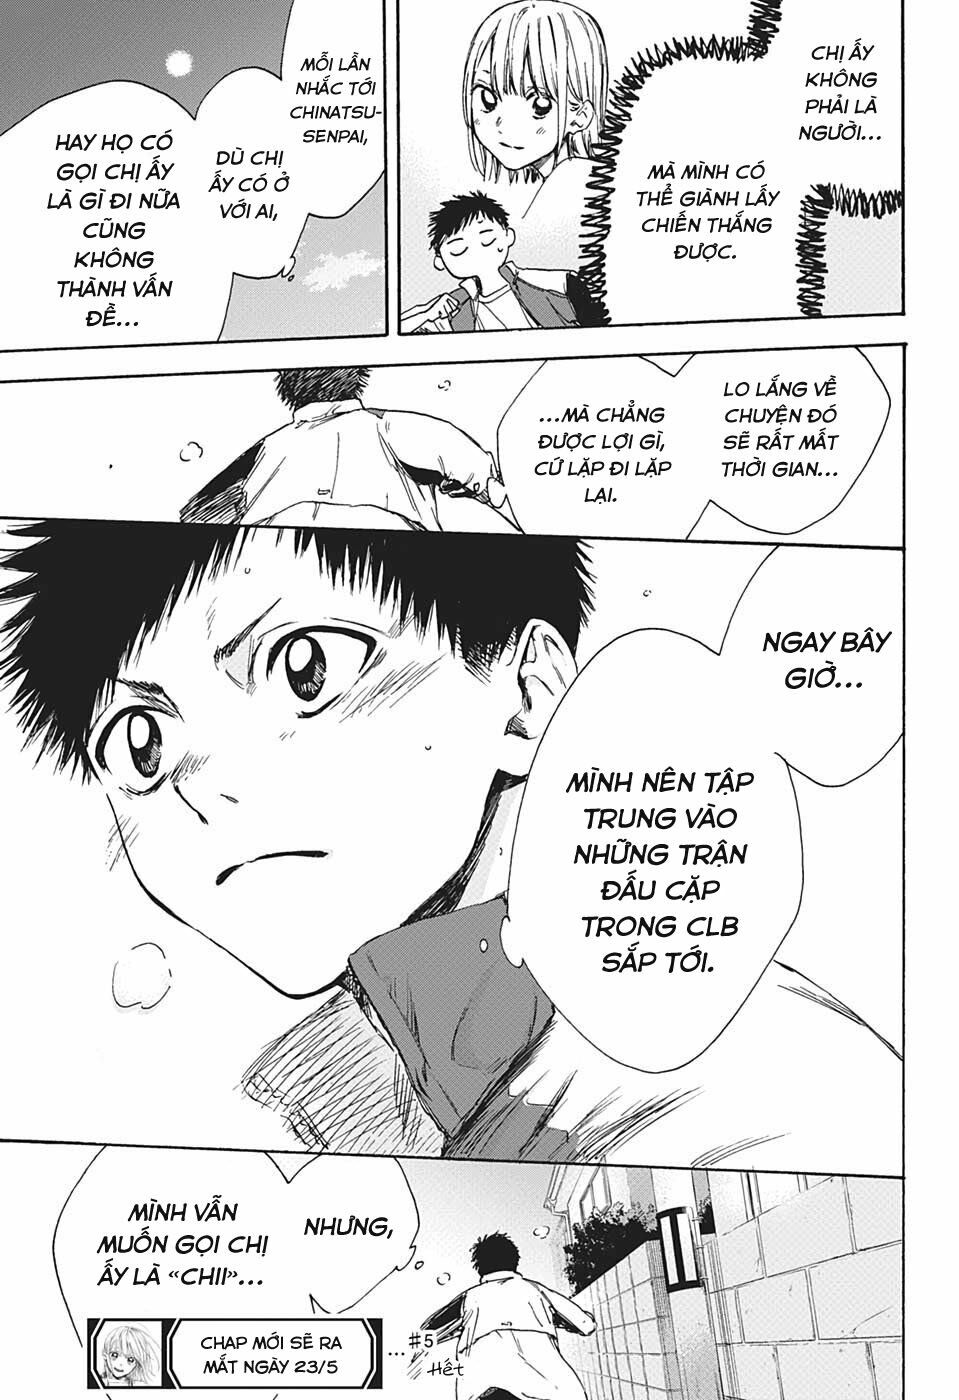 CHỊ ẤY
KHÔNG
PHẢI LÀ
NGƯỜI...
MÀ MÌNH CÓ
THỂ GIÀNH LẤY
CHIẾN THẮNG
ĐƯỢC.
MỖI LẦN
NHẮC TỚI
CHINATSU-
SENPAI,
DÙ CHỊ
ẤY CÓ Ở
VỚI AI,
HAY HỌ CÓ
GỌI CHỊ ẤY
LÀ GÌ ĐI NỮA
CŨNG
KHÔNG
THÀNH VẤN
ĐỀ...
LO LẮNG VỀ
CHUYỆN ĐÓ
SẼ RẤT MẤT
THỜI GIAN...
...MÀ CHẲNG
ĐƯỢC LỢI GÌ,
CỨ LẶP ĐI LẶP
LẠI.
NGAY BÂY
GIỜ...
MÌNH NÊN TẬP
TRUNG VÀO
NHỮNG TRẬN
ĐẤU CẶP
TRONG CLB
SẮP TỚI.
NHƯNG,
MÌNH VẪN
MUỐN GỌI CHỊ
ẤY LÀ «CHII»...
CHAP MỚI SẼ RA
MẮT NGÀY 23/5
... #5
Hết